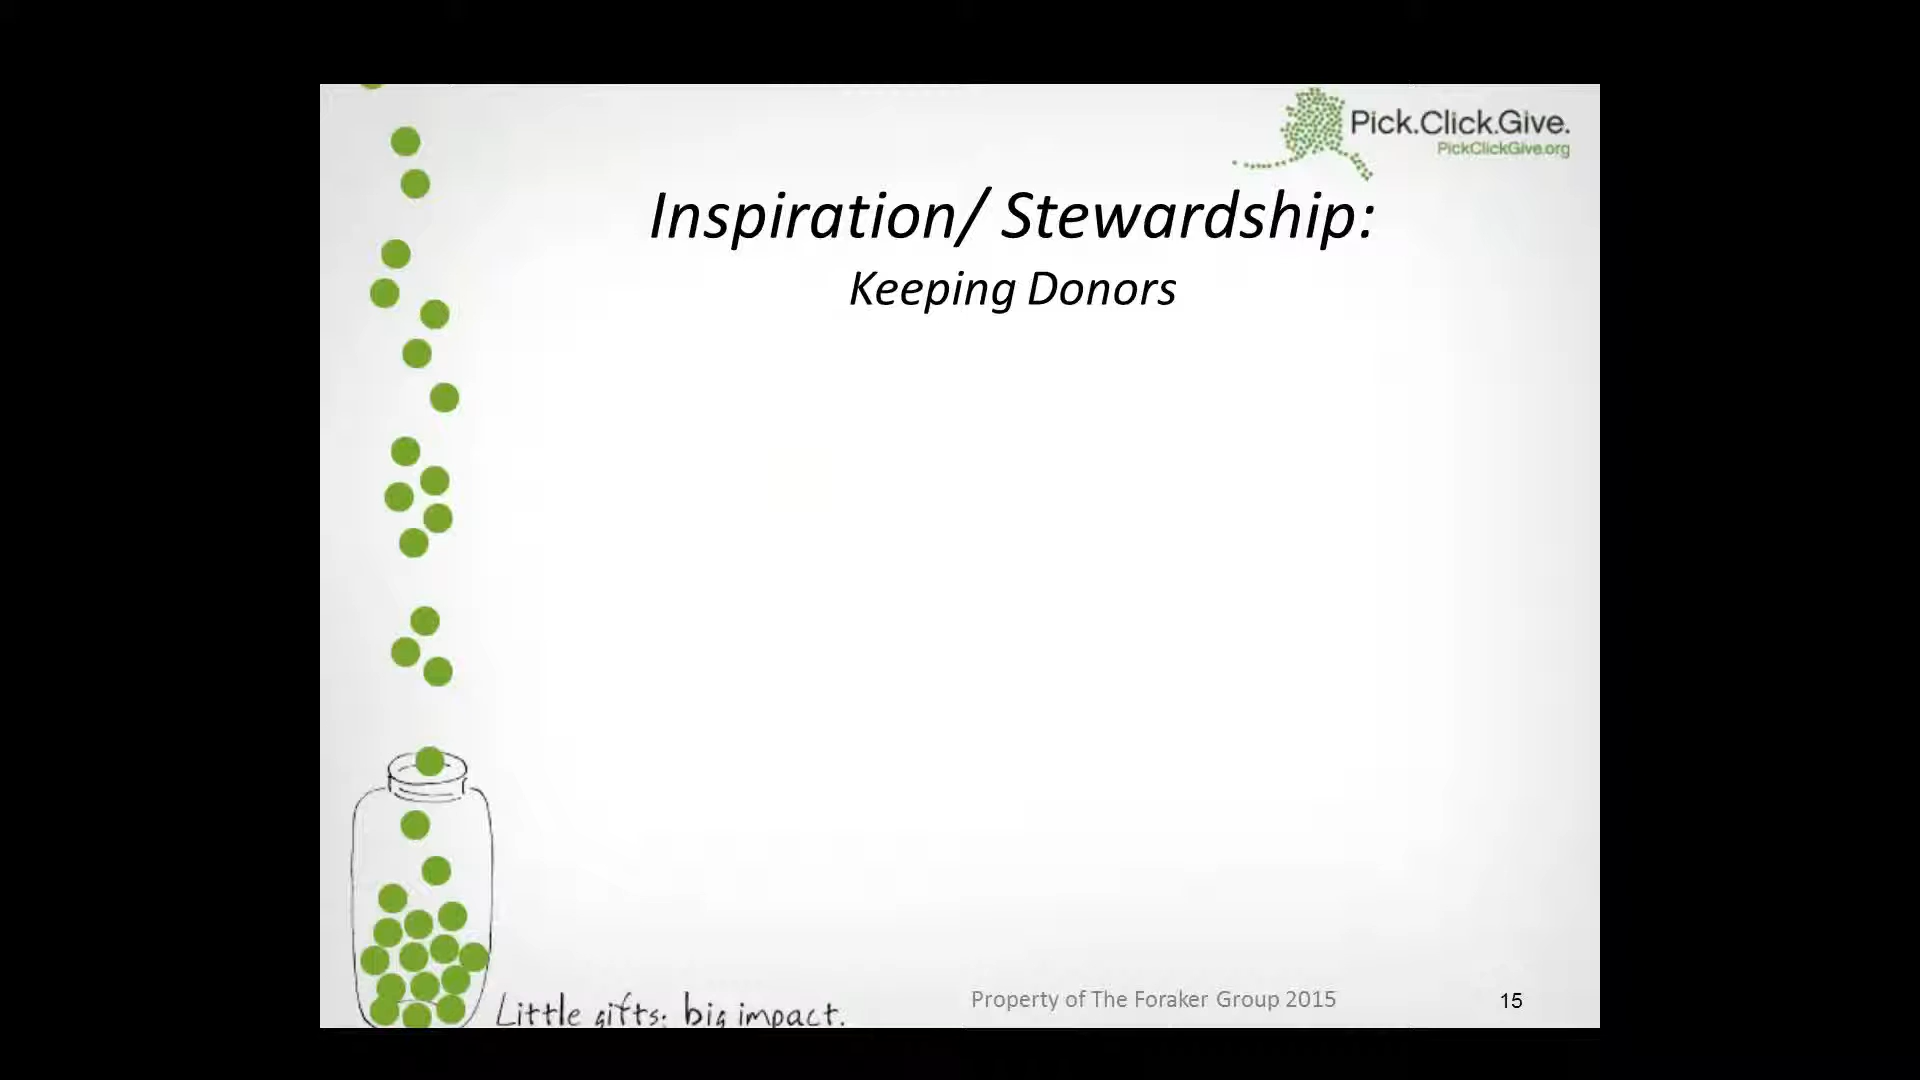 Pick.Click.Give.
PickClickGive.org
Inspiration/ Stewardship:
Keeping Donors
Little gifts: big impact.
Property of The Foraker Group 2015
15